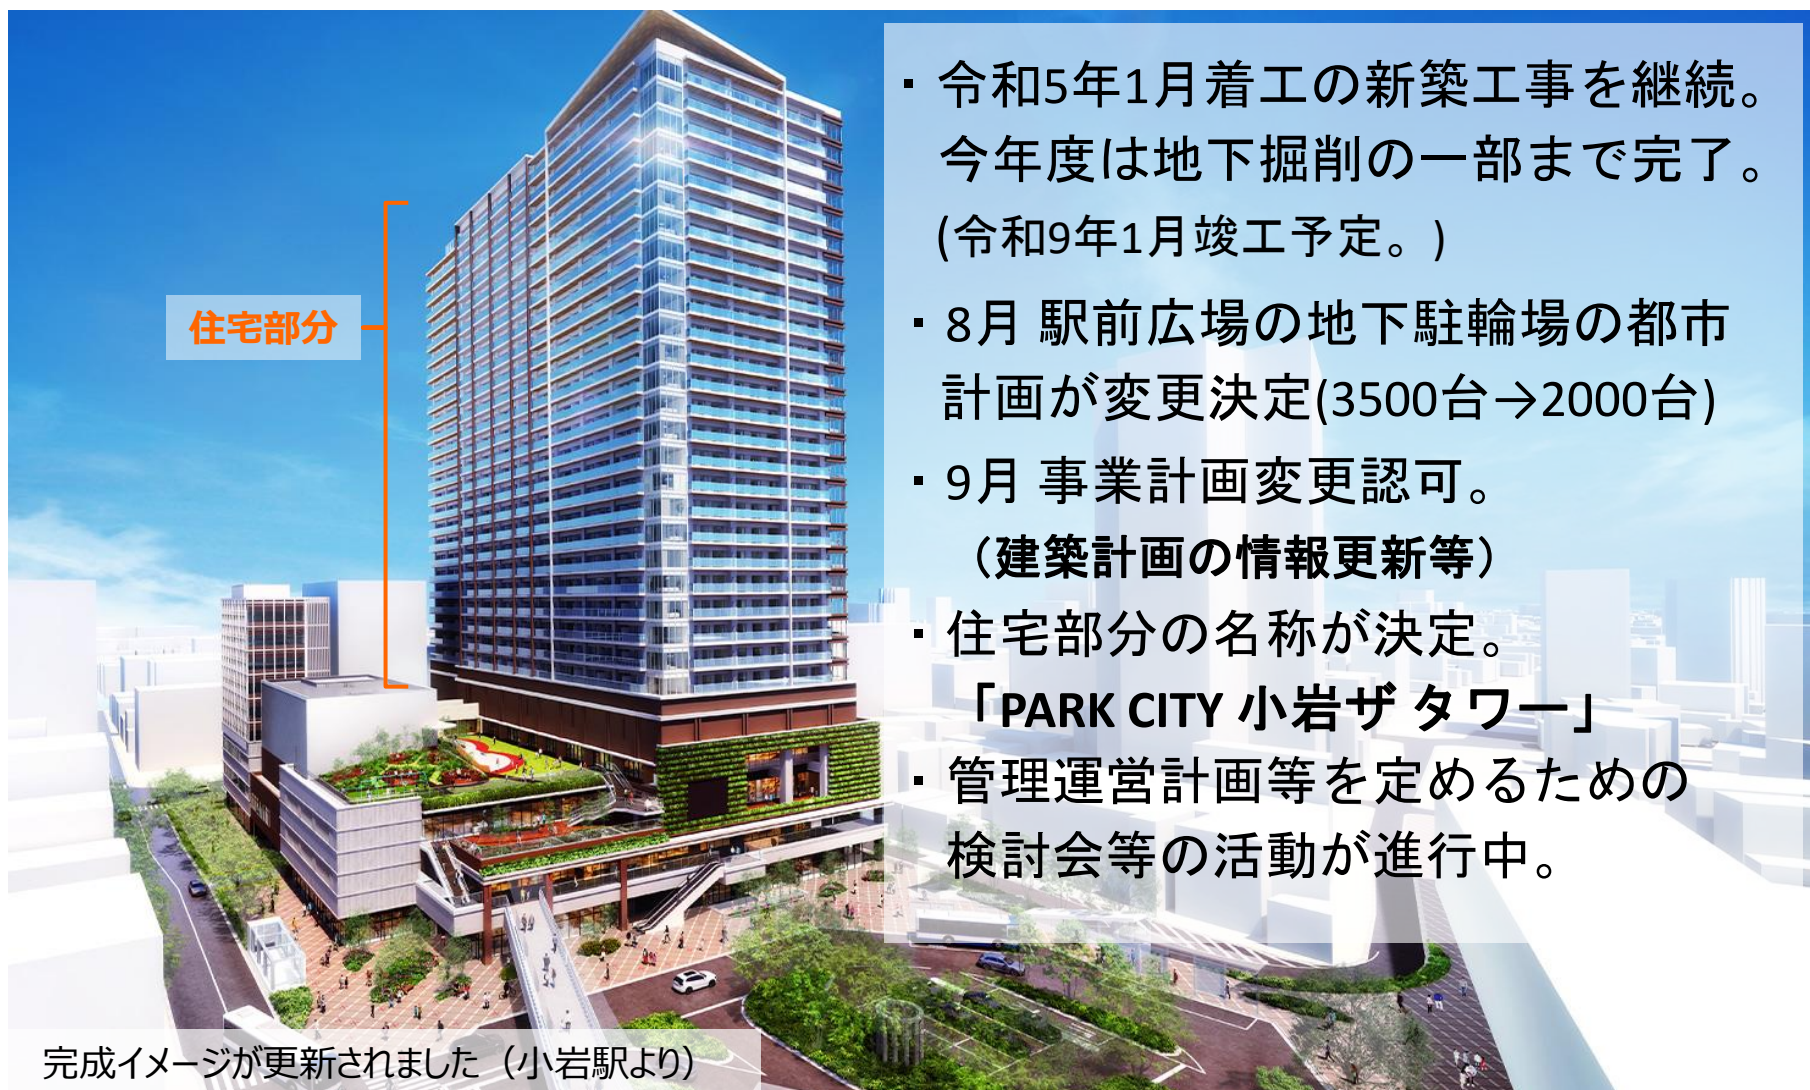 ・令和5年1月着工の新築工事を継続。
今年度は地下掘削の一部まで完了。
(令和9年1月竣工予定。)
・8月 駅前広場の地下駐輪場の都市
計画が変更決定(3500台→2000台)
・9月 事業計画変更認可。
（建築計画の情報更新等）
・住宅部分の名称が決定。
「PARK CITY 小岩ザ タワー」
・管理運営計画等を定めるための
検討会等の活動が進行中。
住宅部分
完成イメージが更新されました（小岩駅より）